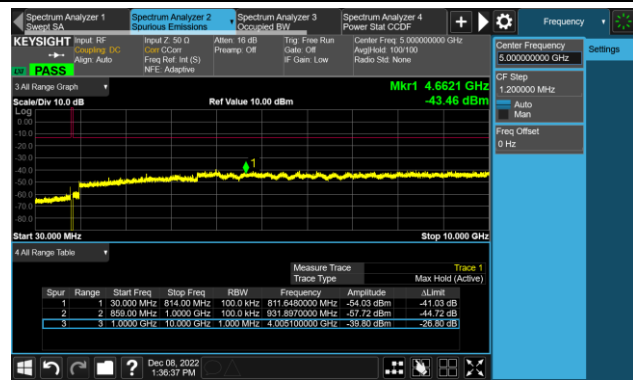 Spectrum Analyzer 1
Swept SA
Spectrum Analyzer 2
Spurious Emissions
Spectrum Analyzer 3
Occupied BW
Spectrum Analyzer 4
Power Stat CCDF
Frequency
KEYSIGHT
Input: RF
Coupling: DC
Align: Auto
Input Z: 50 Ω
Corr CCorr
Freq Ref: Int (S)
NFE: Adaptive
Atten: 16 dB
Preamp: Off
Trig: Free Run
Gate: Off
IF Gain: Low
Center Freq: 5.000000000 GHz
Avg|Hold: 100/100
Radio Std: None
PASS
3 All Range Graph
Mkr1 4.6621 GHz
Scale/Div 10.0 dB
Ref Value 10.00 dBm
-43.46 dBm
Log
0.00
-10.0
-20.0
-30.0
-40.0
-50.0
-60.0
-70.0
-80.0
1
Start 30.000 MHz
Stop 10.000 GHz
4 All Range Table
Measure Trace Trace 1
Trace Type Max Hold (Active)
Spur Range Start Freq Stop Freq RBW Frequency Amplitude ΔLimit
1 1 30.000 MHz 814.00 MHz 100.0 kHz 811.6480000 MHz -54.03 dBm -41.03 dB
2 2 859.00 MHz 1.0000 GHz 100.0 kHz 931.8970000 MHz -57.72 dBm -44.72 dB
3 3 1.0000 GHz 10.000 GHz 1.000 MHz 4.005100000 GHz -39.80 dBm -26.80 dB
Center Frequency
5.000000000 GHz
Settings
CF Step
1.200000 MHz
Auto
Man
Freq Offset
0 Hz
?
Dec 08, 2022
1:36:37 PM